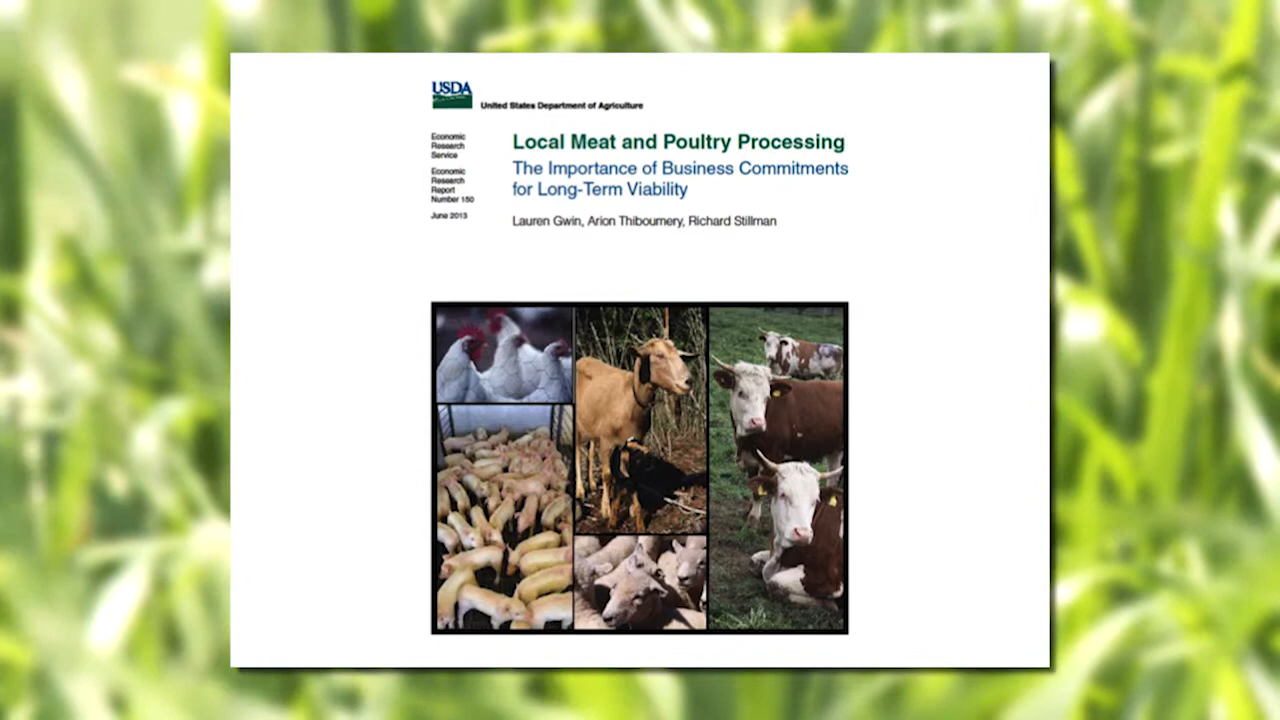 USDA
United States Department of Agriculture
Economic
Research
Service
Economic
Research
Report
Number 150
June 2013
Local Meat and Poultry Processing
The Importance of Business Commitments
for Long-Term Viability
Lauren Gwin, Arion Thiboumery, Richard Stillman